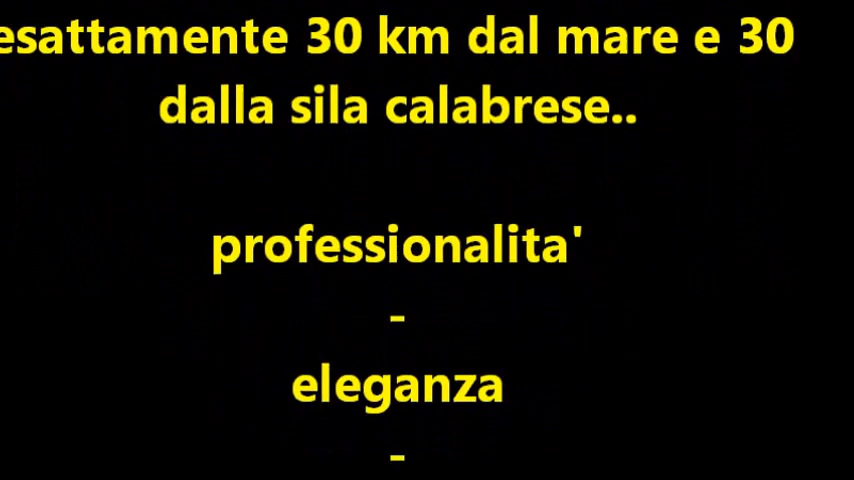 esattamente 30 km dal mare e 30
dalla sila calabrese..
professionalita'
-
eleganza
-